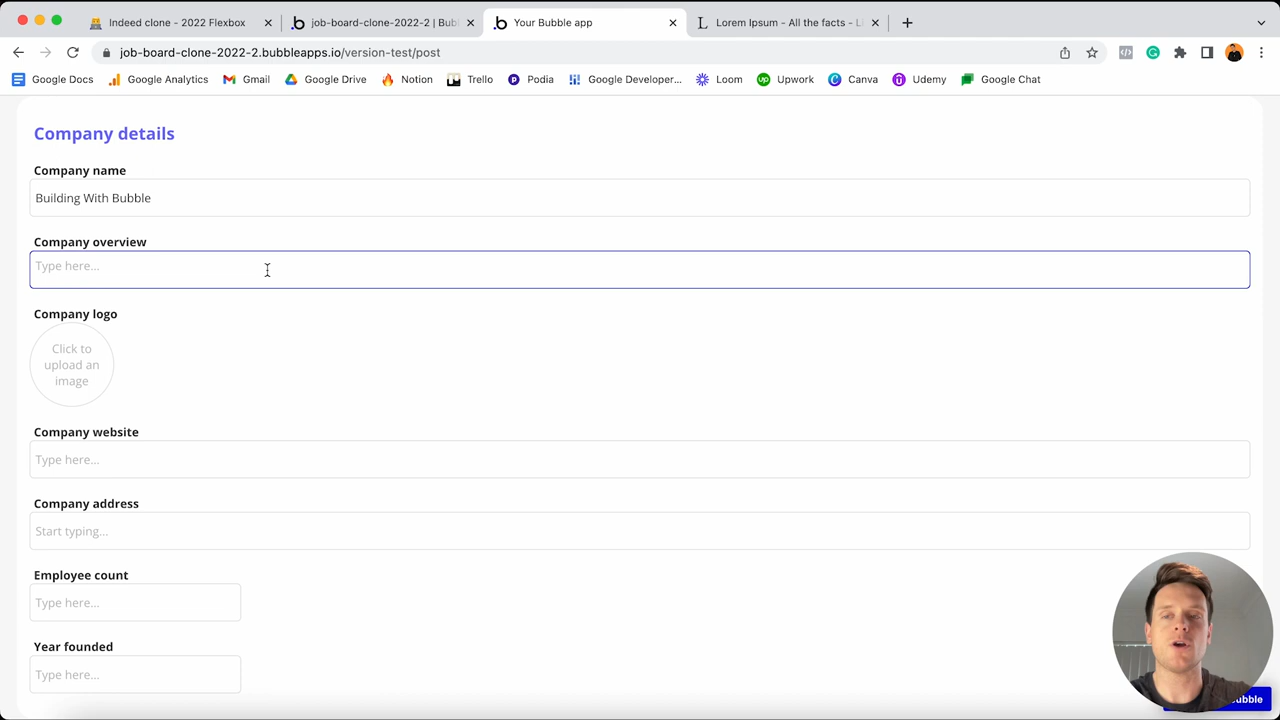 Indeed clone - 2022 Flexbox
job-board-clone-2022-2 | Bubl
Your Bubble app
Lorem Ipsum - All the facts - Li
job-board-clone-2022-2.bubbleapps.io/version-test/post
Google Docs
Google Analytics
Gmail
Google Drive
Notion
Trello
Podia
Google Developer...
Loom
Upwork
Canva
Udemy
Google Chat
Company details
Company name
Building With Bubble
Company overview
Type here...
Company logo
Click to
upload an
image
Company website
Type here...
Company address
Start typing...
Employee count
Type here...
Year founded
Type here...
ubble